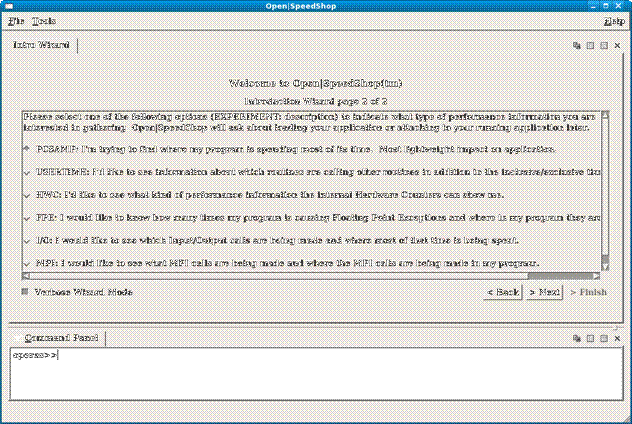 Open|SpeedShop
File Tools Help
Intro Wizard
Welcome to Open|SpeedShop(tm)
Introduction Wizard page 2 of 2
Please select one of the following options (EXPERIMENT: description) to indicate what type of performance information you are
interested in gathering. Open|SpeedShop will ask about loading your application or attaching to your running application later.
PCSAMP: I'm trying to find where my program is spending most of its time. Most lightweight impact on application.
USERTIME: I'd like to see information about which routines are calling other routines in addition to the inclusive/exclusive
HWC: I'd like to see what kind of performance information the internal Hardware Counters can show me.
FPE: I would like to know how many times my program is causing Floating Point Exceptions and where in my program they are
I/O: I would like to see which Input/Output calls are being made and where most of that time is being spent.
MPI: I would like to see what MPI calls are being made and where the MPI calls are being made in my program.
Verbose Wizard Mode < Back > Next > Finish
Command Panel
openss>>